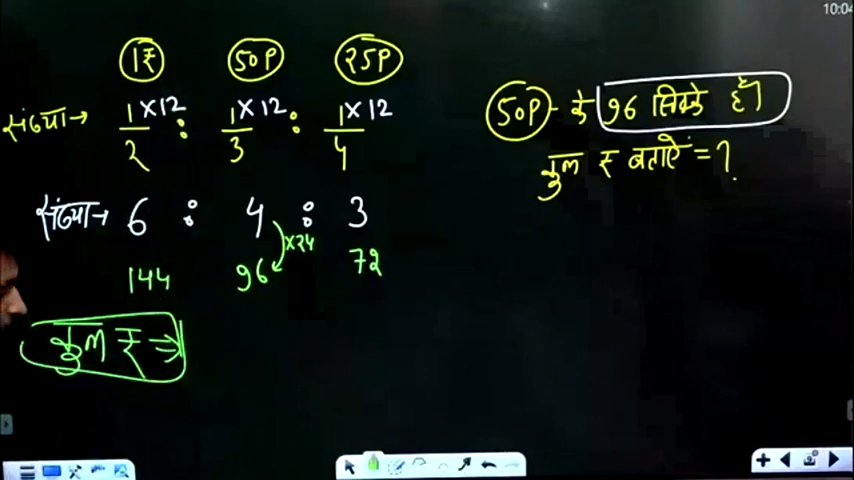 10:04
1₹ 50P 25P
संख्या→ 1/2 ×12 : 1/3 ×12 : 1/4 ×12
50P - के 96 सिक्के हैं।
कुल ₹ बताऐं = ?
संख्या→ 6 : 4 : 3
×24
144 96 72
कुल ₹ ⇒